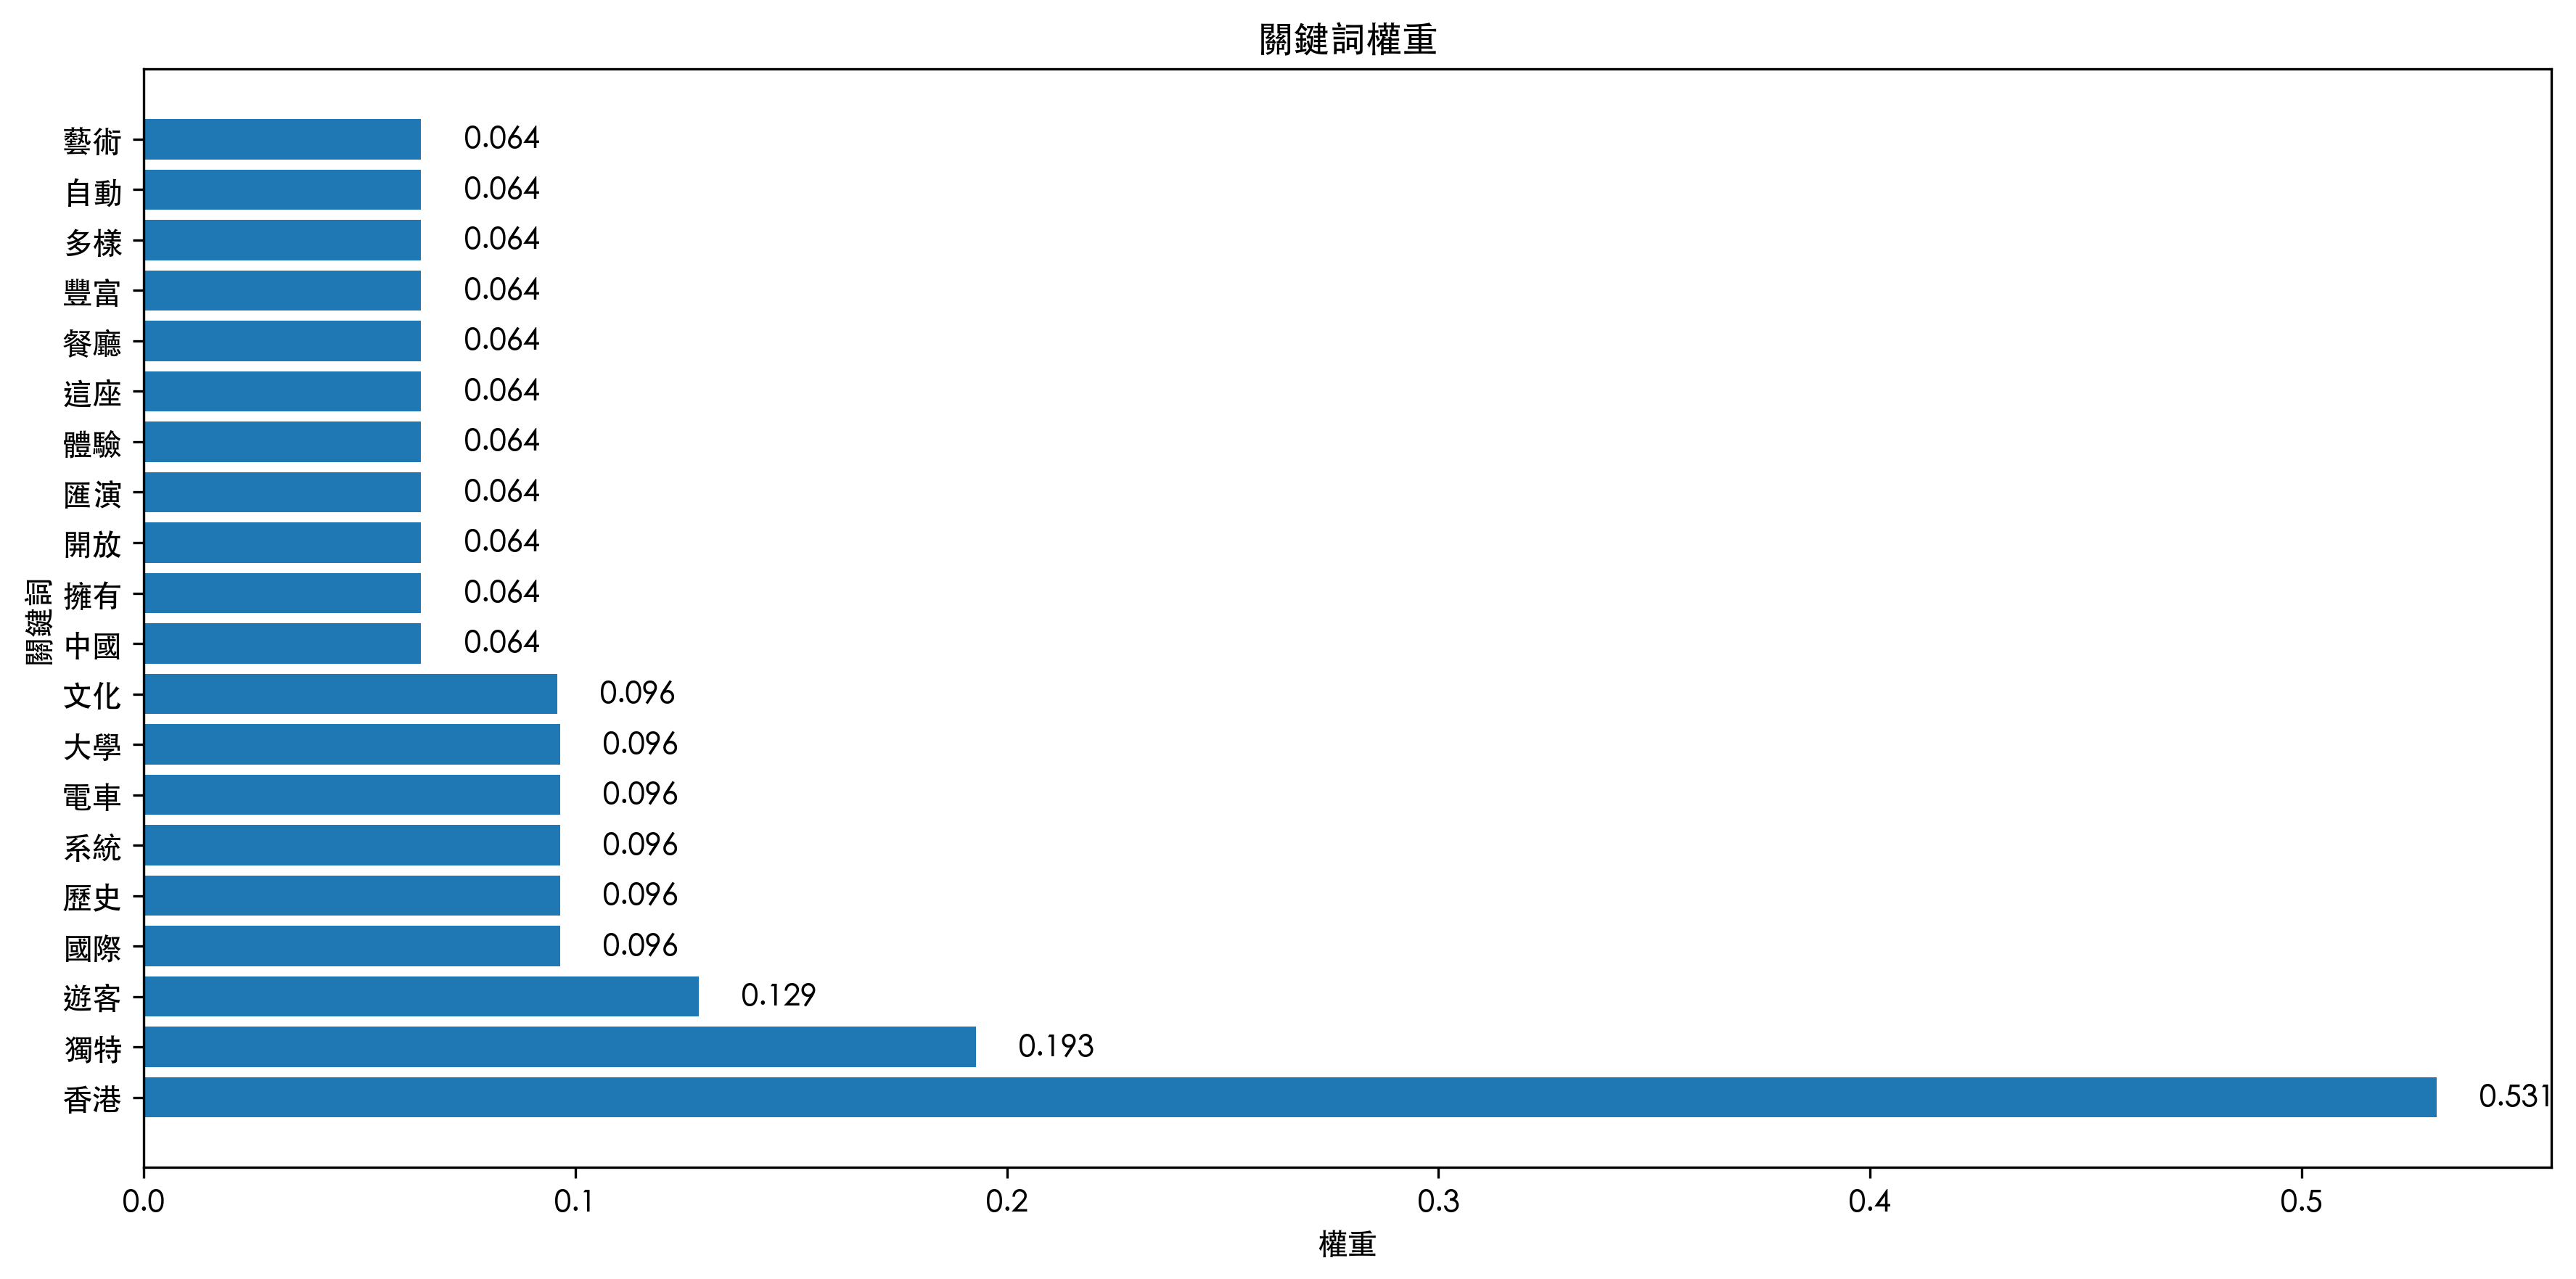 關鍵詞權重
藝術 0.064
自動 0.064
多樣 0.064
豐富 0.064
餐廳 0.064
這座 0.064
體驗 0.064
匯演 0.064
開放 0.064
擁有 0.064
中國 0.064
文化 0.096
大學 0.096
電車 0.096
系統 0.096
歷史 0.096
國際 0.096
遊客 0.129
獨特 0.193
香港 0.531
關鍵詞
0.0 0.1 0.2 0.3 0.4 0.5
權重